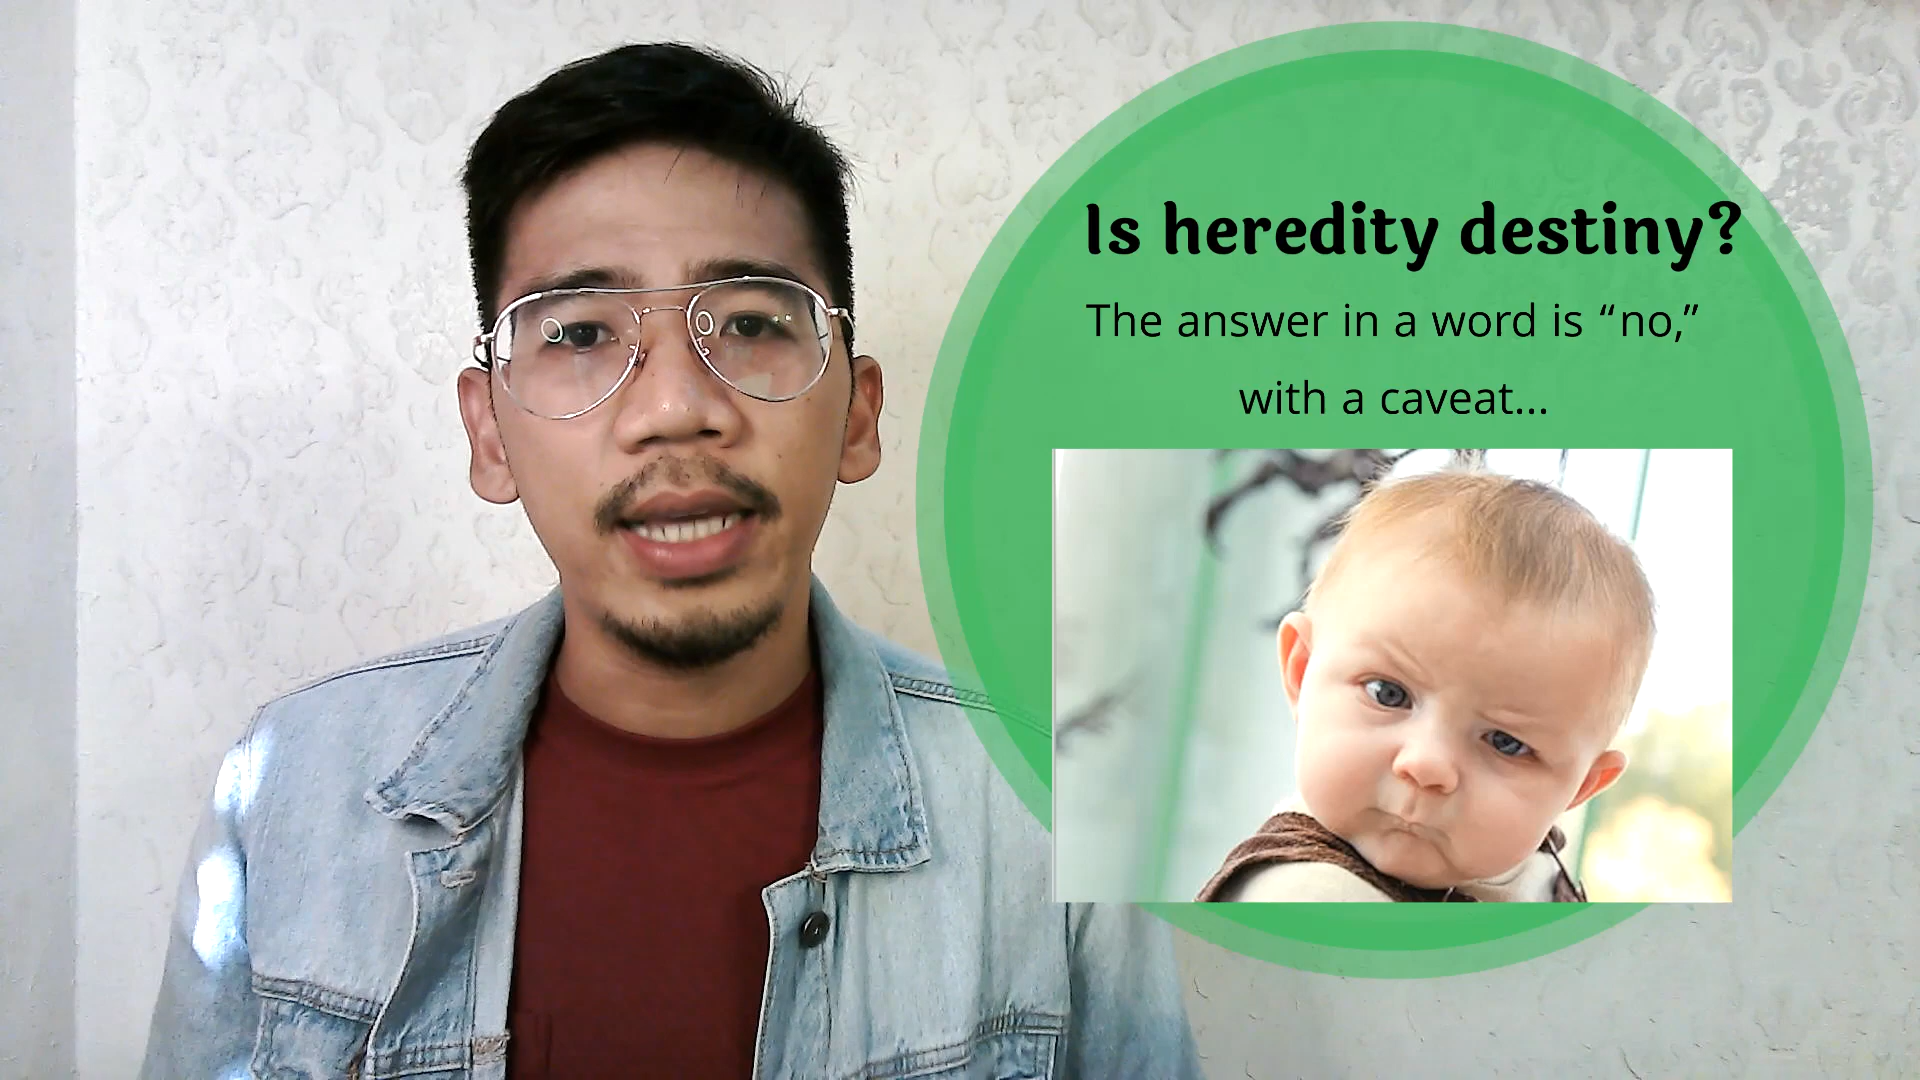 Is heredity destiny?
The answer in a word is “no,”
with a caveat...